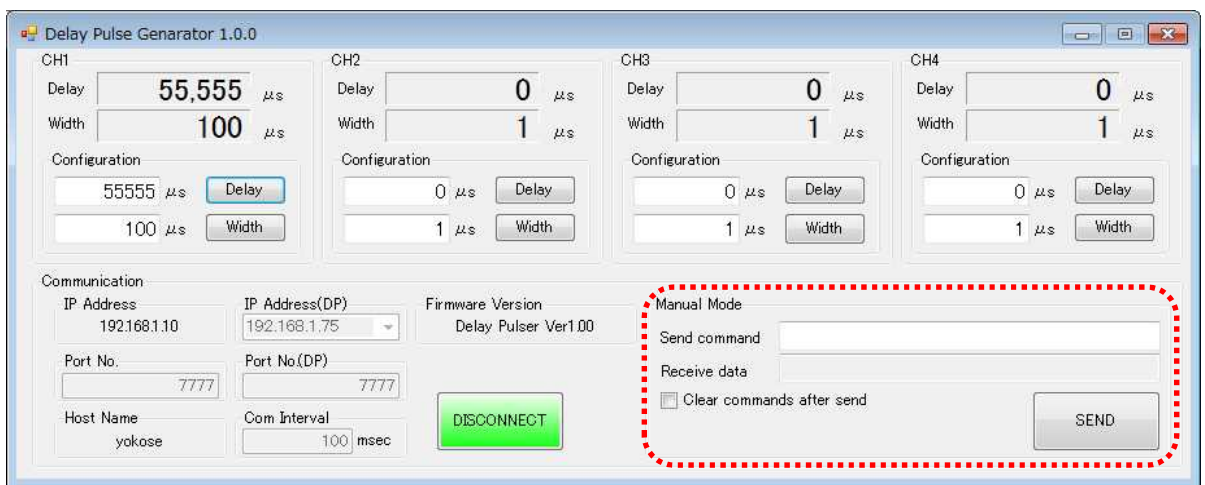 Delay Pulse Genarator 1.0.0
CH1
Delay 55,555 μs
Width 100 μs
Configuration
55555 μs Delay
100 μs Width
CH2
Delay 0 μs
Width 1 μs
Configuration
0 μs Delay
1 μs Width
CH3
Delay 0 μs
Width 1 μs
Configuration
0 μs Delay
1 μs Width
CH4
Delay 0 μs
Width 1 μs
Configuration
0 μs Delay
1 μs Width
Communication
IP Address
192.168.1.10
IP Address(DP)
192.168.1.75
Firmware Version
Delay Pulser Ver1.00
Port No.
7777
Port No.(DP)
7777
Host Name
yokose
Com Interval
100 msec
DISCONNECT
Manual Mode
Send command
Receive data
Clear commands after send
SEND